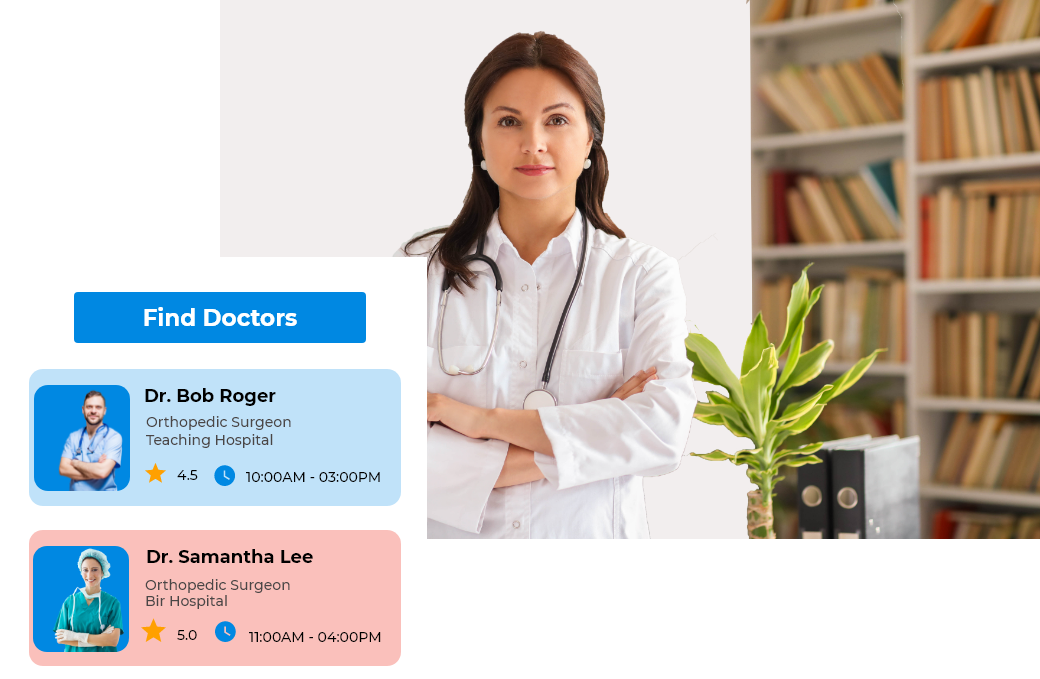 Find Doctors
Dr. Bob Roger
Orthopedic Surgeon
Teaching Hospital
4.5 10:00AM - 03:00PM
Dr. Samantha Lee
Orthopedic Surgeon
Bir Hospital
5.0 11:00AM - 04:00PM